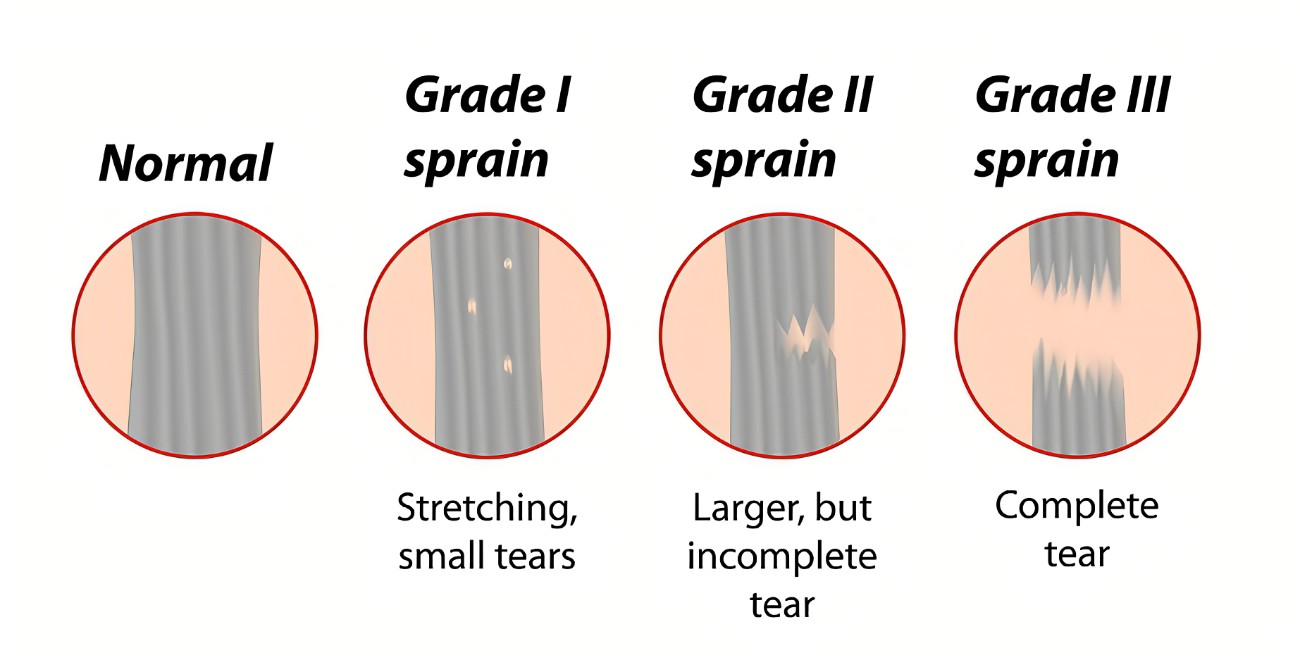 Normal
Grade I
sprain
Grade II
sprain
Grade III
sprain
Stretching,
small tears
Larger, but
incomplete
tear
Complete
tear